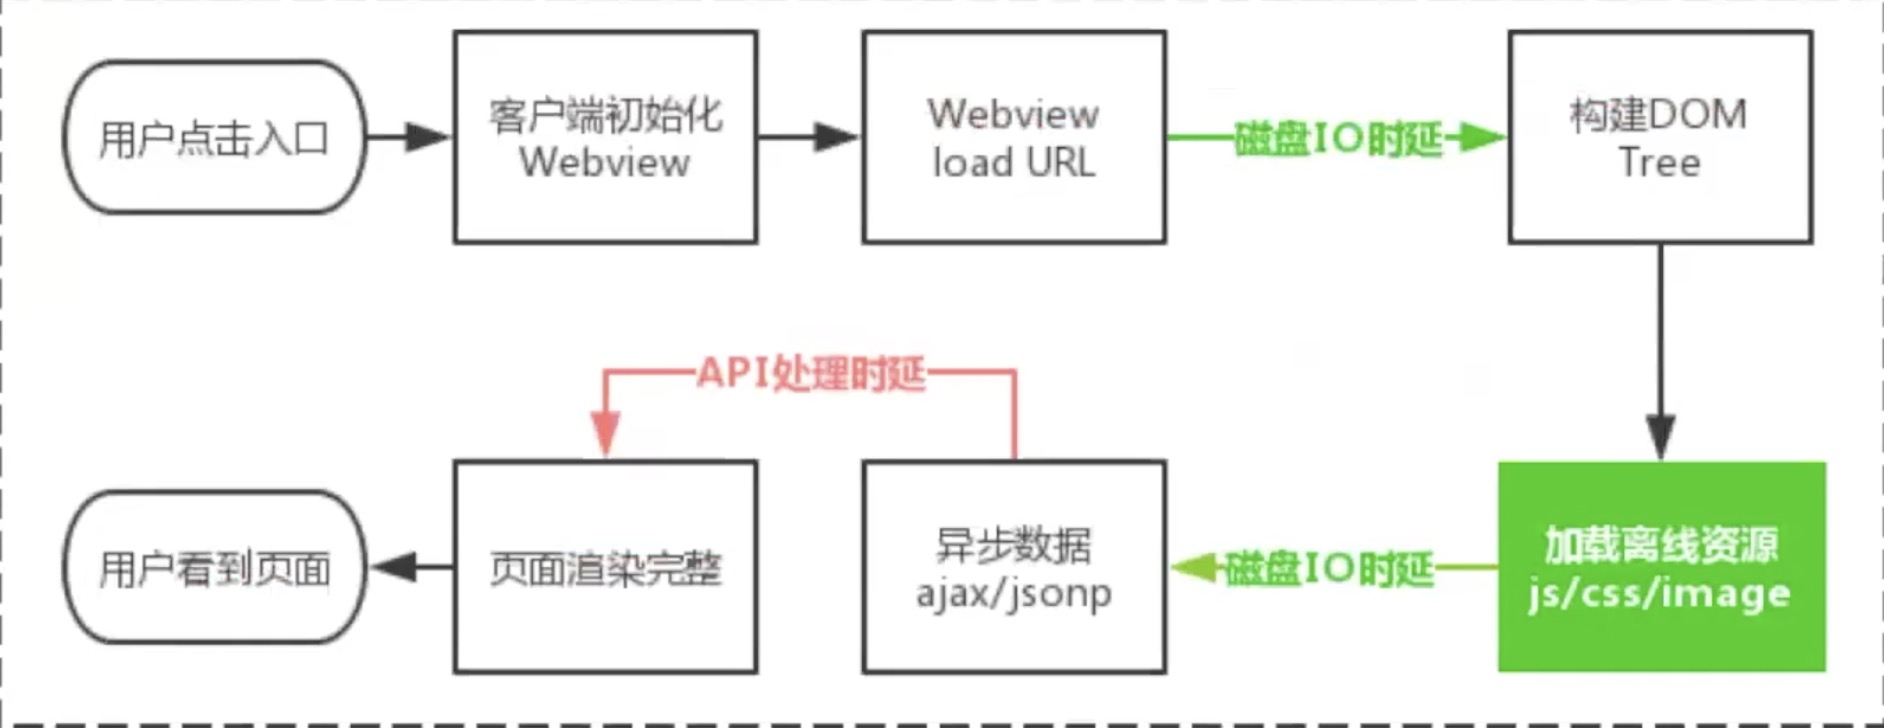 用户点击入口
客户端初始化
Webview
Webview
load URL
磁盘IO时延
构建DOM
Tree
加载离线资源
js/css/image
磁盘IO时延
异步数据
ajax/jsonp
API处理时延
页面渲染完整
用户看到页面